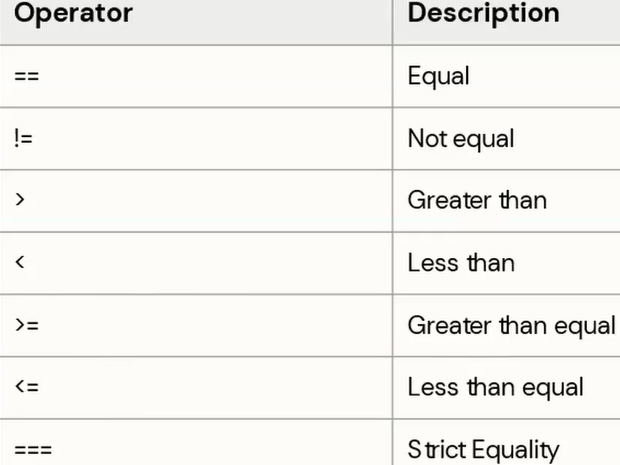 Operator Description
== Equal
!= Not equal
> Greater than
< Less than
>= Greater than equal
<= Less than equal
=== Strict Equality